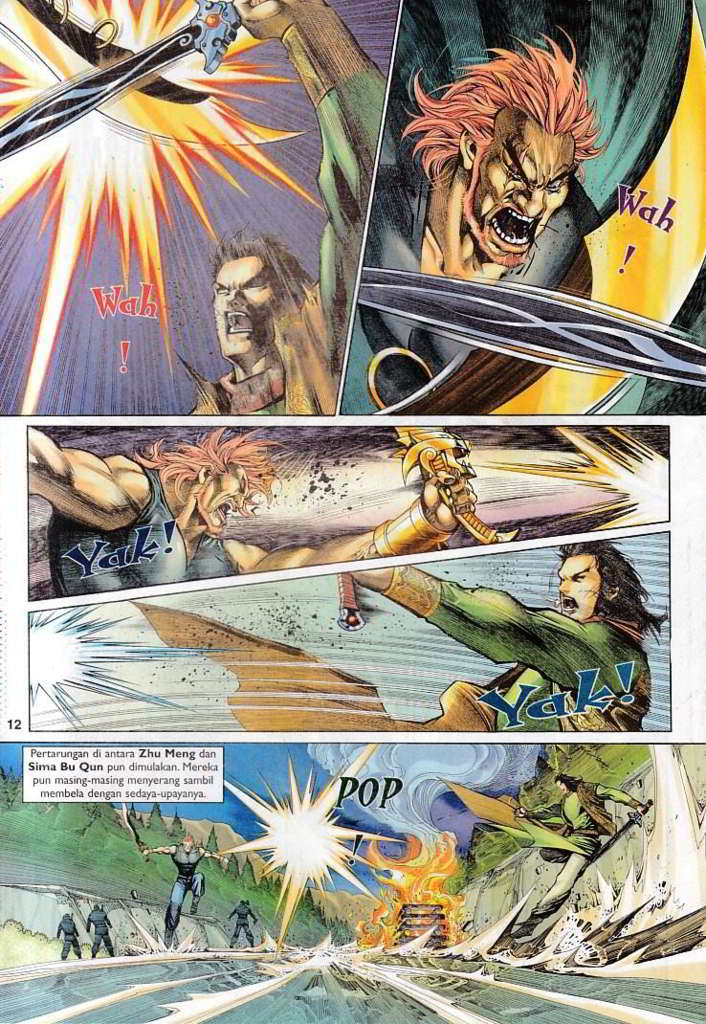 Wah
!
Wah
!
Yak!
Yak!
12
Pertarungan di antara Zhu Meng dan
Sima Bu Qun pun dimulakan. Mereka
pun masing-masing menyerang sambil
membela dengan sedaya-upayanya.
POP
!